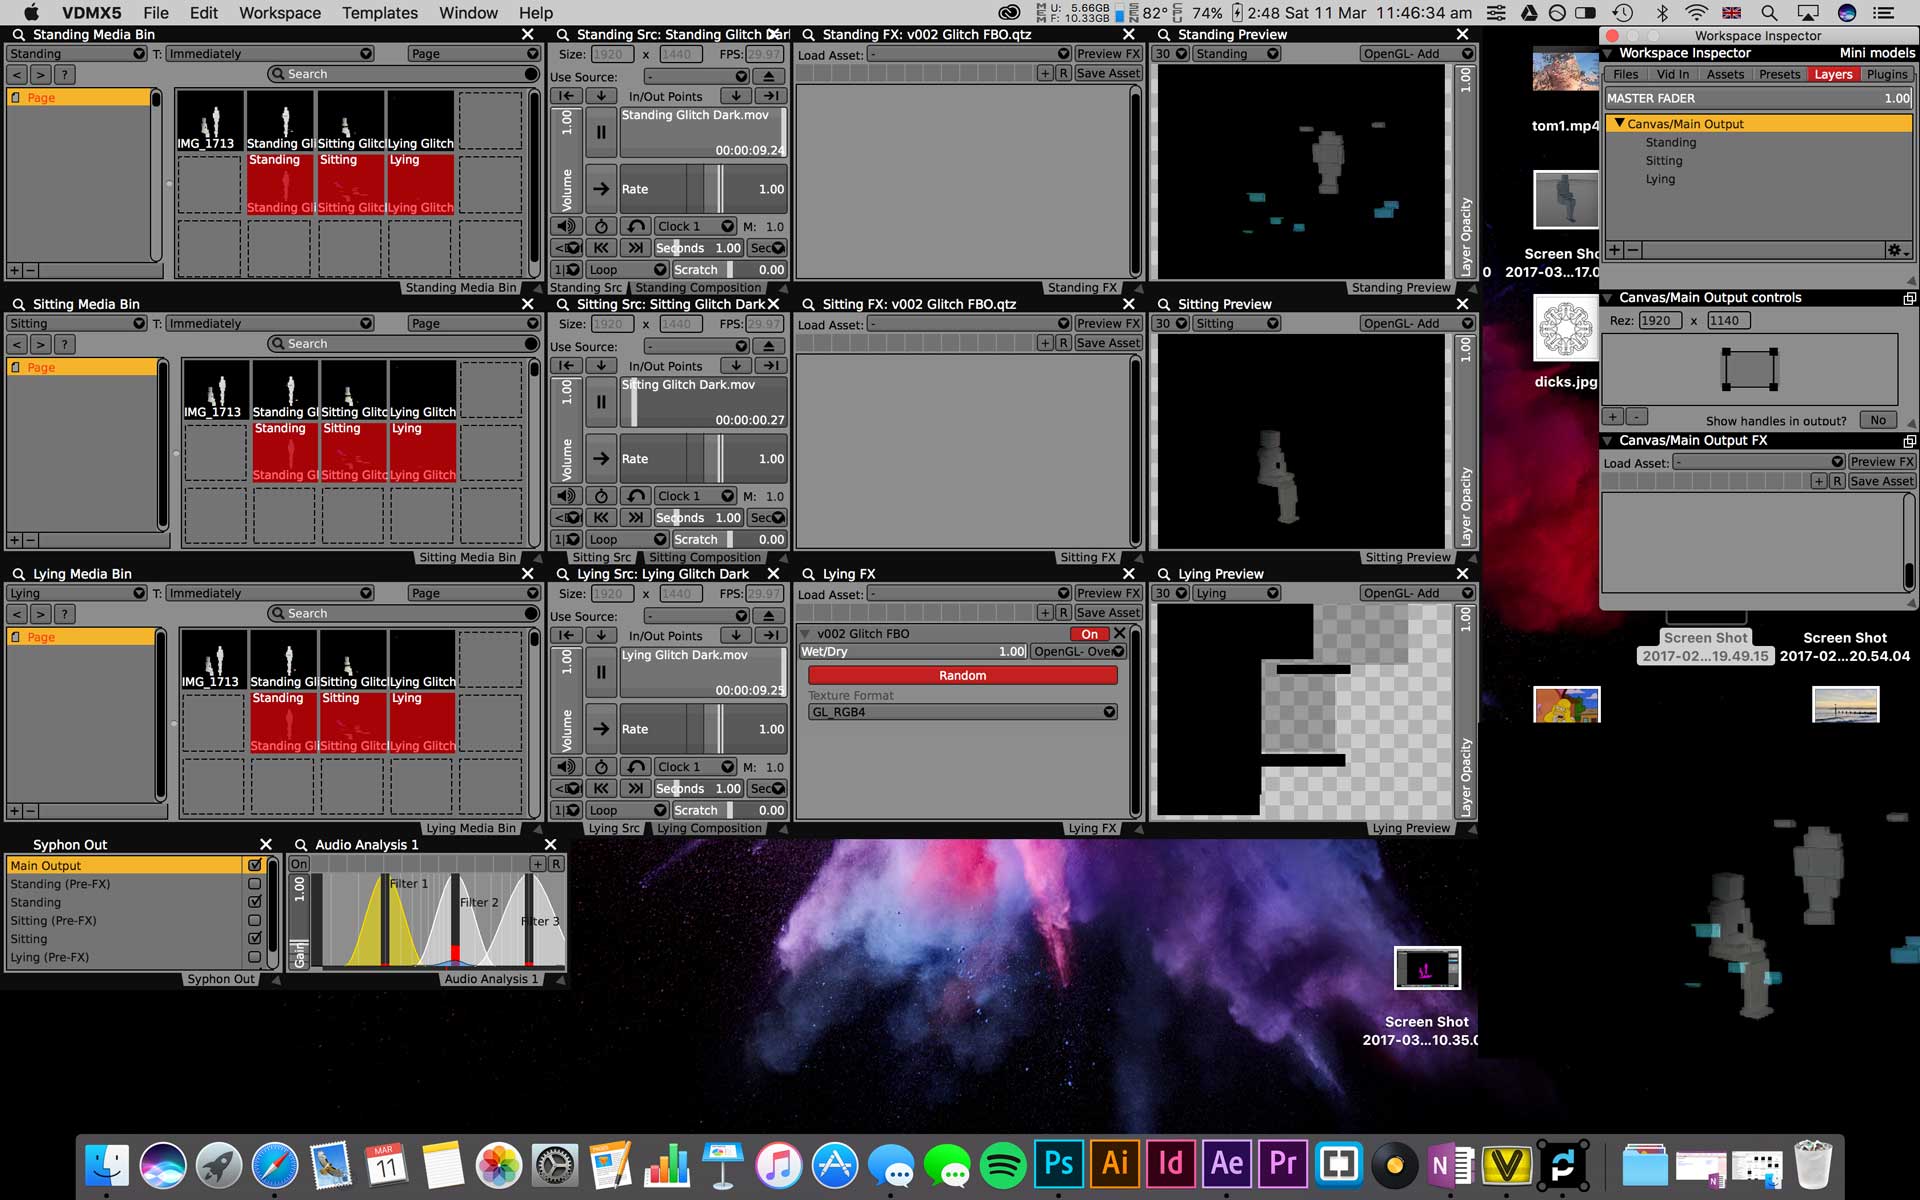 VDMX5 File Edit Workspace Templates Window Help
U: 5.66GB F: 10.33GB 82° 74% 2:48 Sat 11 Mar 11:46:34 am
Standing Media Bin
Standing T: Immediately Page
< > ? Search
Page
IMG_1713 Standing Gl Sitting Glitc Lying Glitch
Standing Sitting Lying
Standing Gl Sitting Glitc Lying Glitch
+ −
Standing Media Bin
Standing Src: Standing Glitch Dar
Size: 1920 x 1440 FPS: 29.97
Use Source: -
In/Out Points
1.00
Volume
Standing Glitch Dark.mov
00:00:09.24
Rate 1.00
Clock 1 M: 1.0
Seconds 1.00 Sec
Loop Scratch 0.00
Standing Src Standing Composition
Standing FX: v002 Glitch FBO.qtz
Load Asset: - Preview FX
+ R Save Asset
Standing FX
Standing Preview
30 Standing OpenGL- Add
1.00
Layer Opacity
Standing Preview
Sitting Media Bin
Sitting T: Immediately Page
< > ? Search
Page
IMG_1713 Standing Gl Sitting Glitc Lying Glitch
Standing Sitting Lying
Standing Gl Sitting Glitc Lying Glitch
+ −
Sitting Media Bin
Sitting Src: Sitting Glitch Dark
Size: 1920 x 1440 FPS: 29.97
Use Source: -
In/Out Points
1.00
Volume
Sitting Glitch Dark.mov
00:00:00.27
Rate 1.00
Clock 1 M: 1.0
Seconds 1.00 Sec
Loop Scratch 0.00
Sitting Src Sitting Composition
Sitting FX: v002 Glitch FBO.qtz
Load Asset: - Preview FX
+ R Save Asset
Sitting FX
Sitting Preview
30 Sitting OpenGL- Add
1.00
Layer Opacity
Sitting Preview
Lying Media Bin
Lying T: Immediately Page
< > ? Search
Page
IMG_1713 Standing Gl Sitting Glitc Lying Glitch
Standing Sitting Lying
Standing Gl Sitting Glitc Lying Glitch
+ −
Lying Media Bin
Lying Src: Lying Glitch Dark
Size: 1920 x 1440 FPS: 29.97
Use Source: -
In/Out Points
1.00
Volume
Lying Glitch Dark.mov
00:00:09.25
Rate 1.00
Clock 1 M: 1.0
Seconds 1.00 Sec
Loop Scratch 0.00
Lying Src Lying Composition
Lying FX
Load Asset: - Preview FX
+ R Save Asset
v002 Glitch FBO On
Wet/Dry 1.00 OpenGL- Ove
Random
Texture Format
GL_RGB4
Lying FX
Lying Preview
30 Lying OpenGL- Add
1.00
Layer Opacity
Lying Preview
Syphon Out
Main Output
Standing (Pre-FX)
Standing
Sitting (Pre-FX)
Sitting
Lying (Pre-FX)
Syphon Out
Audio Analysis 1
On + R
1.00
Gain
Filter 1
Filter 2
Filter 3
Audio Analysis 1
Workspace Inspector
Workspace Inspector Mini models
Files Vid In Assets Presets Layers Plugins
MASTER FADER 1.00
Canvas/Main Output
Standing
Sitting
Lying
+ −
Canvas/Main Output controls
Rez: 1920 x 1140
+ - Show handles in output? No
Canvas/Main Output FX
Load Asset: - Preview FX
+ R Save Asset
tom1.mp4
Screen Sho
0 2017-03...17.0
dicks.jpg
Screen Shot
2017-02...19.49.15
Screen Shot
2017-02...20.54.04
Screen Shot
2017-03...10.35.0
MAR
11
Ps Ai Id Ae Pr N V